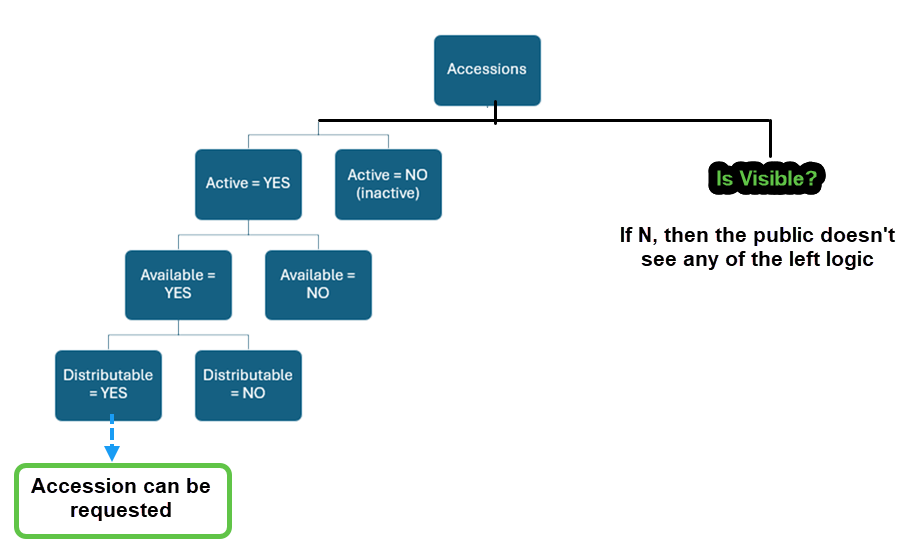 Accessions
Active = YES
Active = NO
(inactive)
Is Visible?
If N, then the public doesn't
see any of the left logic
Available =
YES
Available =
NO
Distributable
= YES
Distributable
= NO
Accession can be
requested